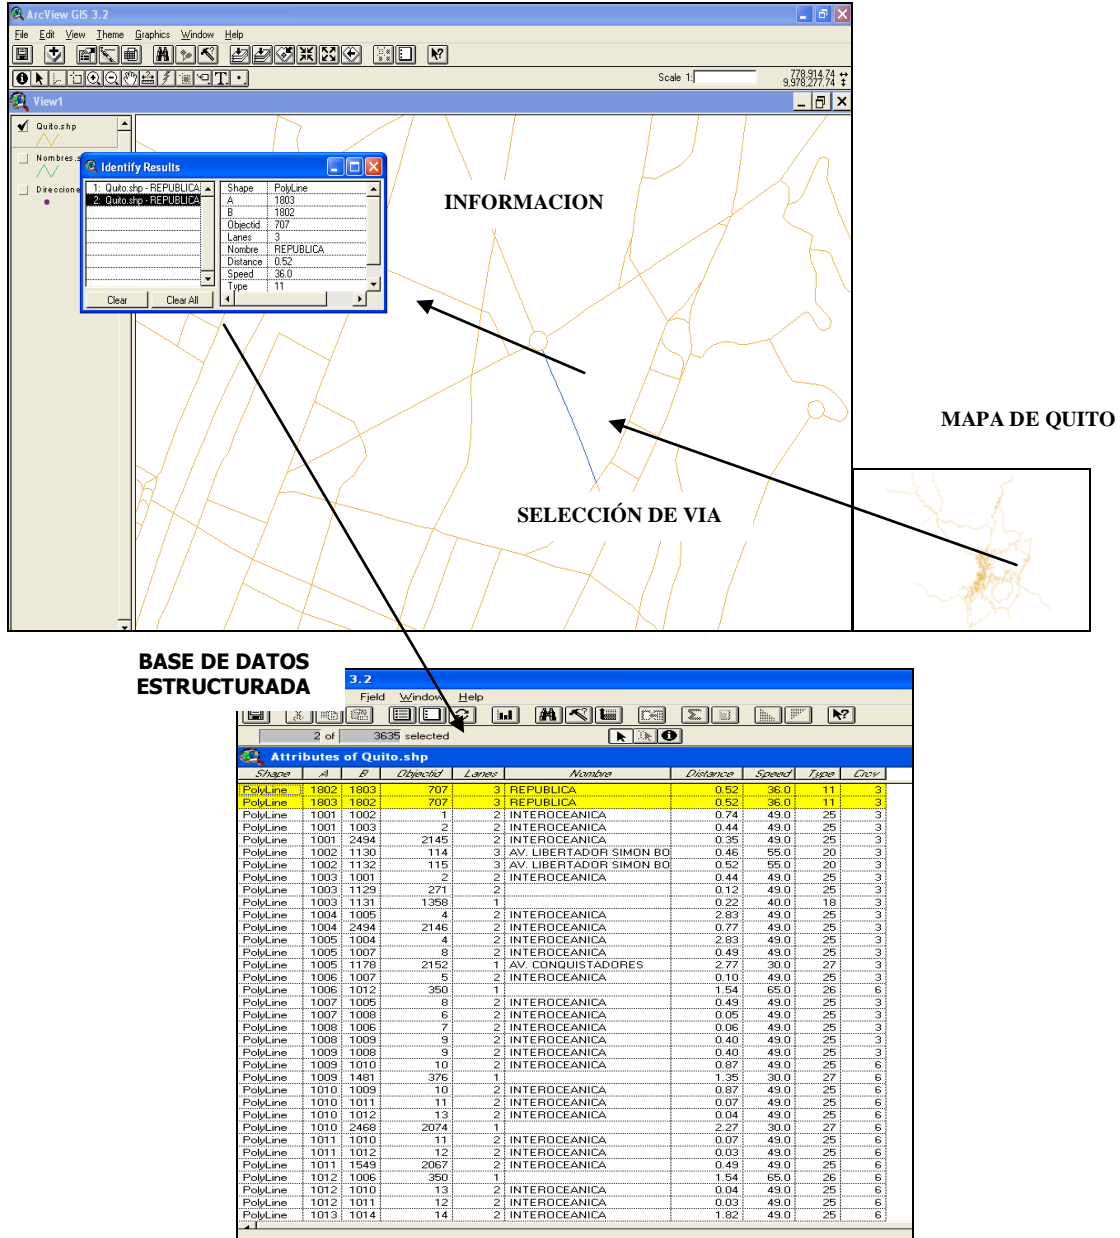 ArcView GIS 3.2
File Edit View Theme Graphics Window Help
Scale 1: 778,914.74
9,978,277.74
View1
Quito.shp
Nombres.s
Direccione
Identify Results
1: Quito.shp - REPUBLICA
2: Quito.shp - REPUBLICA
Shape PolyLine
A 1803
B 1802
Objectid 707
Lanes 3
Nombre REPUBLICA
Distance 0.52
Speed 36.0
Type 11
Clear Clear All
INFORMACION
MAPA DE QUITO
SELECCIÓN DE VIA
BASE DE DATOS
ESTRUCTURADA
3.2
Field Window Help
2 of 3635 selected
Attributes of Quito.shp
Shape A B Objectid Lanes Nombre Distance Speed Type Crcv
PolyLine 1802 1803 707 3 REPUBLICA 0.52 36.0 11 3
PolyLine 1803 1802 707 3 REPUBLICA 0.52 36.0 11 3
PolyLine 1001 1002 1 2 INTEROCEANICA 0.74 49.0 25 3
PolyLine 1001 1003 2 2 INTEROCEANICA 0.44 49.0 25 3
PolyLine 1001 2494 2145 2 INTEROCEANICA 0.35 49.0 25 3
PolyLine 1002 1130 114 3 AV. LIBERTADOR SIMON BO 0.46 55.0 20 3
PolyLine 1002 1132 115 3 AV. LIBERTADOR SIMON BO 0.52 55.0 20 3
PolyLine 1003 1001 2 2 INTEROCEANICA 0.44 49.0 25 3
PolyLine 1003 1129 271 2 0.12 49.0 25 3
PolyLine 1003 1131 1358 1 0.22 40.0 18 3
PolyLine 1004 1005 4 2 INTEROCEANICA 2.83 49.0 25 3
PolyLine 1004 2494 2146 2 INTEROCEANICA 0.77 49.0 25 3
PolyLine 1005 1004 4 2 INTEROCEANICA 2.83 49.0 25 3
PolyLine 1005 1007 8 2 INTEROCEANICA 0.49 49.0 25 3
PolyLine 1005 1178 2152 1 AV. CONQUISTADORES 2.77 30.0 27 3
PolyLine 1006 1007 5 2 INTEROCEANICA 0.10 49.0 25 3
PolyLine 1006 1012 350 1 1.54 65.0 26 6
PolyLine 1007 1005 8 2 INTEROCEANICA 0.49 49.0 25 3
PolyLine 1007 1008 6 2 INTEROCEANICA 0.05 49.0 25 3
PolyLine 1008 1006 7 2 INTEROCEANICA 0.06 49.0 25 3
PolyLine 1008 1009 9 2 INTEROCEANICA 0.40 49.0 25 3
PolyLine 1009 1008 9 2 INTEROCEANICA 0.40 49.0 25 3
PolyLine 1009 1010 10 2 INTEROCEANICA 0.87 49.0 25 6
PolyLine 1009 1481 376 1 1.35 30.0 27 6
PolyLine 1010 1009 10 2 INTEROCEANICA 0.87 49.0 25 6
PolyLine 1010 1011 11 2 INTEROCEANICA 0.07 49.0 25 6
PolyLine 1010 1012 13 2 INTEROCEANICA 0.04 49.0 25 6
PolyLine 1010 2468 2074 1 2.27 30.0 27 6
PolyLine 1011 1010 11 2 INTEROCEANICA 0.07 49.0 25 6
PolyLine 1011 1012 12 2 INTEROCEANICA 0.03 49.0 25 6
PolyLine 1011 1549 2067 2 INTEROCEANICA 0.49 49.0 25 6
PolyLine 1012 1006 350 1 1.54 65.0 26 6
PolyLine 1012 1010 13 2 INTEROCEANICA 0.04 49.0 25 6
PolyLine 1012 1011 12 2 INTEROCEANICA 0.03 49.0 25 6
PolyLine 1013 1014 14 2 INTEROCEANICA 1.82 49.0 25 6